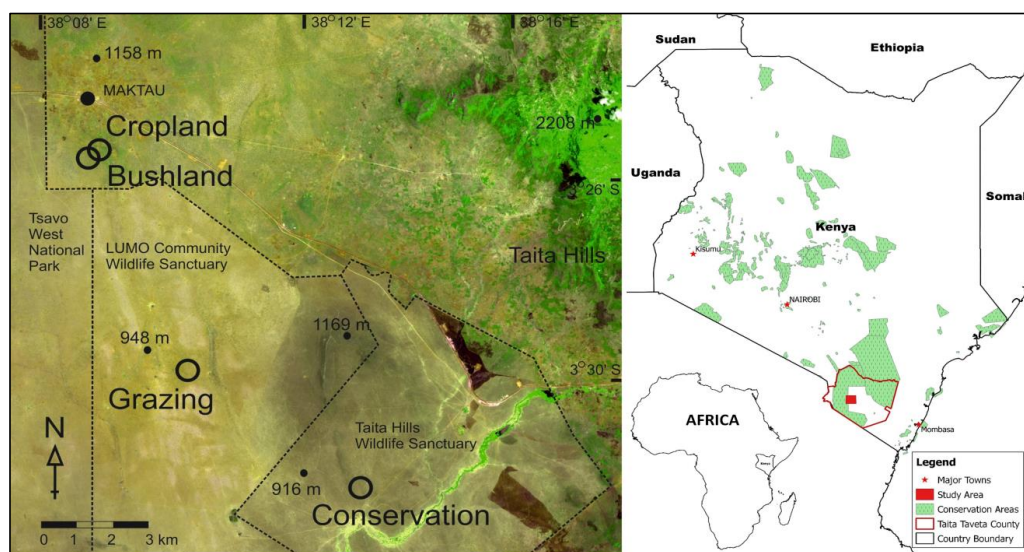 38°08' E
38°12'
38°16'
1158 m
MAKTAU
2208 m
Cropland
Bushland
3°26' S
Tsavo
West
National
Park
LUMO Community
Wildlife Sanctuary
Taita Hills
1169 m
948 m
3°30'
Grazing
N
Taita Hills
Wildlife Sanctuary
916 m
Conservation
0 1 2 3 km
Sudan
Ethiopia
Uganda
Somal
Kenya
Kisumu
NAIROBI
AFRICA
Kenya
Mombasa
Legend
Major Towns
Study Area
Conservation Areas
Taita Taveta County
Country Boundary